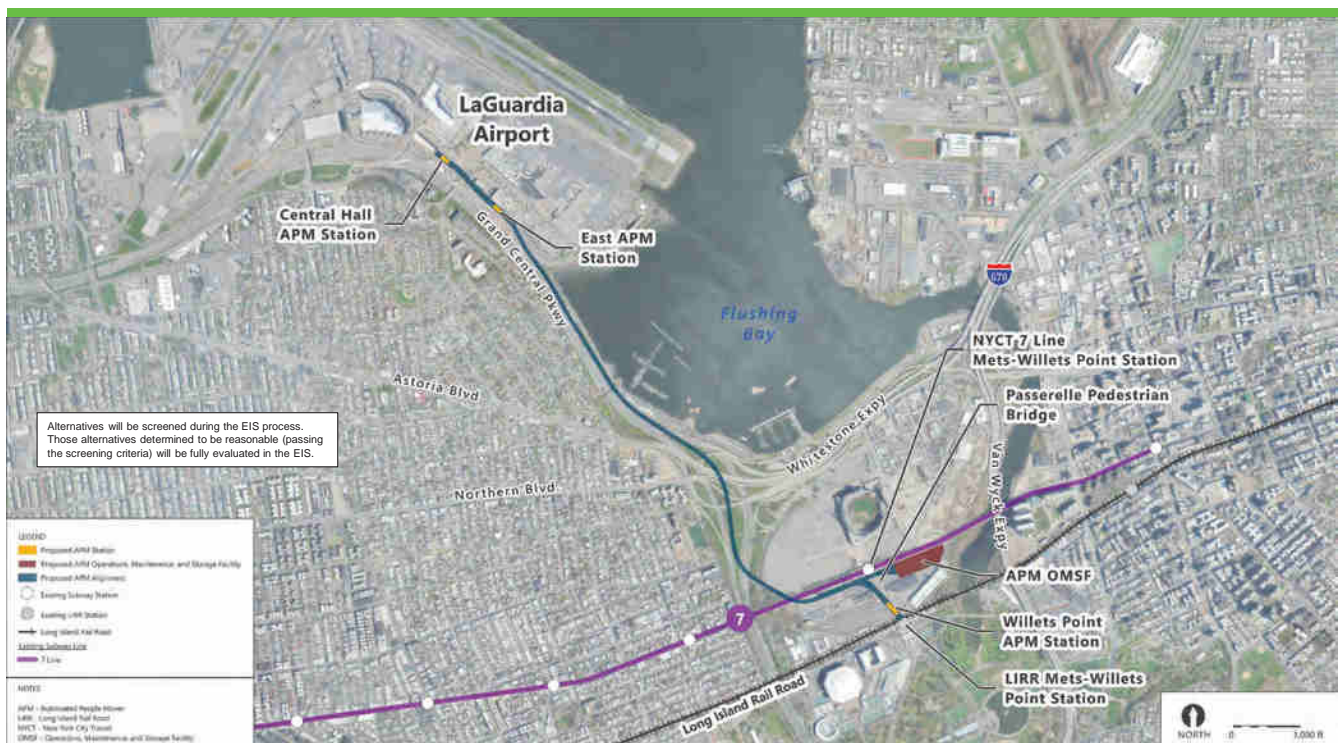 LaGuardia
Airport
Central Hall
APM Station
East APM
Station
Grand Central Pkwy
Flushing
Bay
678
NYCT 7 Line
Mets-Willets Point Station
Passerelle Pedestrian
Bridge
Astoria Blvd
Whitestone Expy
Van Wyck Expy
Northern Blvd
Alternatives will be screened during the EIS process.
Those alternatives determined to be reasonable (passing
the screening criteria) will be fully evaluated in the EIS.
APM OMSF
7
Willets Point
APM Station
LIRR Mets-Willets
Point Station
Long Island Rail Road
LEGEND
Proposed APM Station
Proposed APM Operations, Maintenance, and Storage Facility
Proposed APM Alignment
Existing Subway Station
Existing LIRR Station
Long Island Rail Road
Existing Subway Line
7 Line
NOTES
APM - Automated People Mover
LIRR - Long Island Rail Road
NYCT - New York City Transit
OMSF - Operations, Maintenance and Storage Facility
NORTH
0 1,000 ft